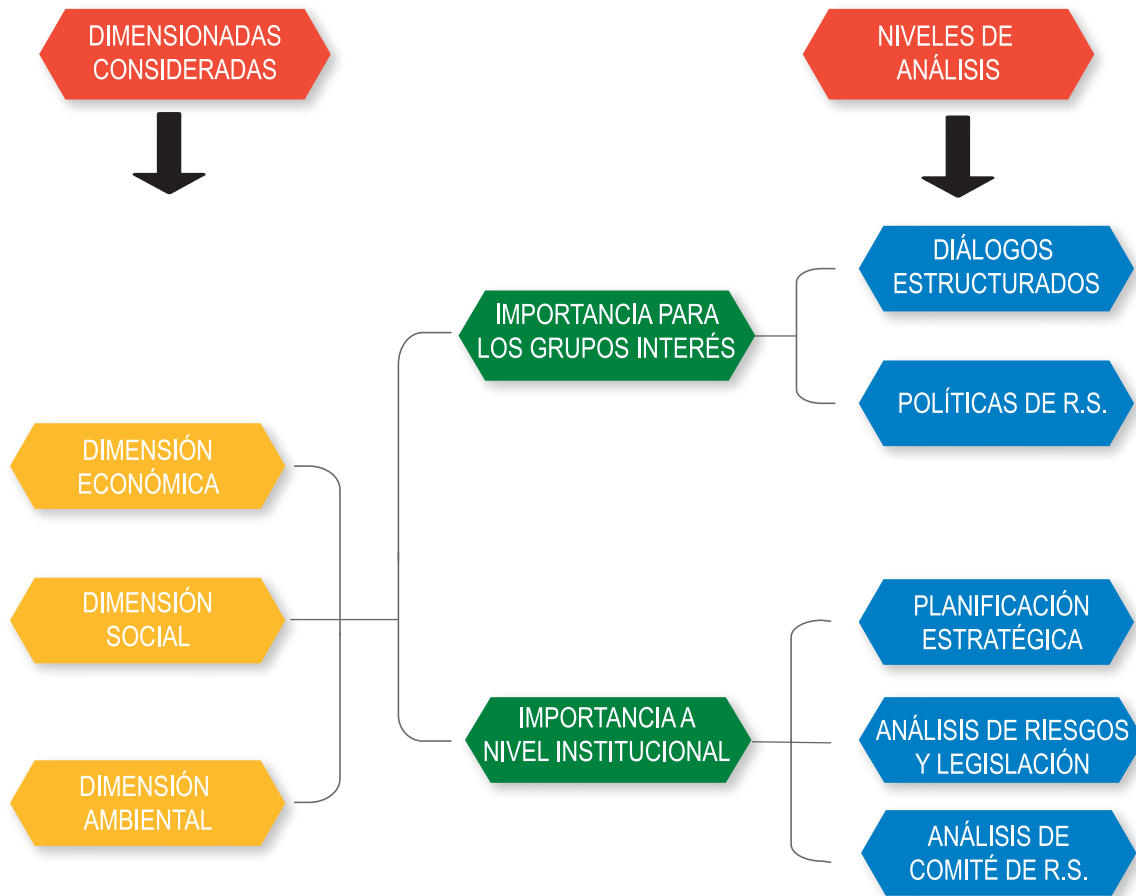 DIMENSIONADAS
CONSIDERADAS
NIVELES DE
ANÁLISIS
DIMENSIÓN
ECONÓMICA
DIMENSIÓN
SOCIAL
DIMENSIÓN
AMBIENTAL
IMPORTANCIA PARA
LOS GRUPOS INTERÉS
IMPORTANCIA A
NIVEL INSTITUCIONAL
DIÁLOGOS
ESTRUCTURADOS
POLÍTICAS DE R.S.
PLANIFICACIÓN
ESTRATÉGICA
ANÁLISIS DE RIESGOS
Y LEGISLACIÓN
ANÁLISIS DE
COMITÉ DE R.S.